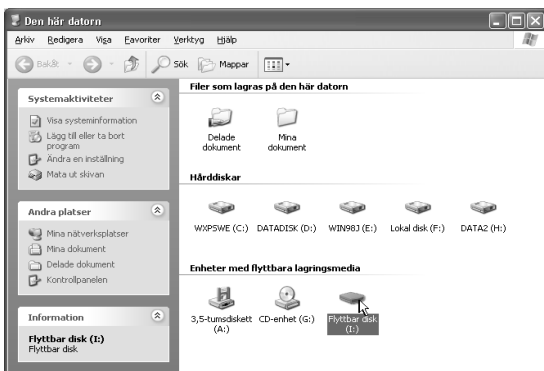 Den här datorn
Arkiv Redigera Visa Favoriter Verktyg Hjälp
Bakåt Sök Mappar
Systemaktiviteter
Visa systeminformation
Lägg till eller ta bort
program
Ändra en inställning
Mata ut skivan
Andra platser
Mina nätverksplatser
Mina dokument
Delade dokument
Kontrollpanelen
Information
Flyttbar disk (I:)
Flyttbar disk
Filer som lagras på den här datorn
Delade
dokument
Mina
dokument
Hårddiskar
WXPSWE (C:) DATADISK (D:) WIN98J (E:) Lokal disk (F:) DATA2 (H:)
Enheter med flyttbara lagringsmedia
3,5-tumsdiskett
(A:)
CD-enhet (G:)
Flyttbar disk
(I:)